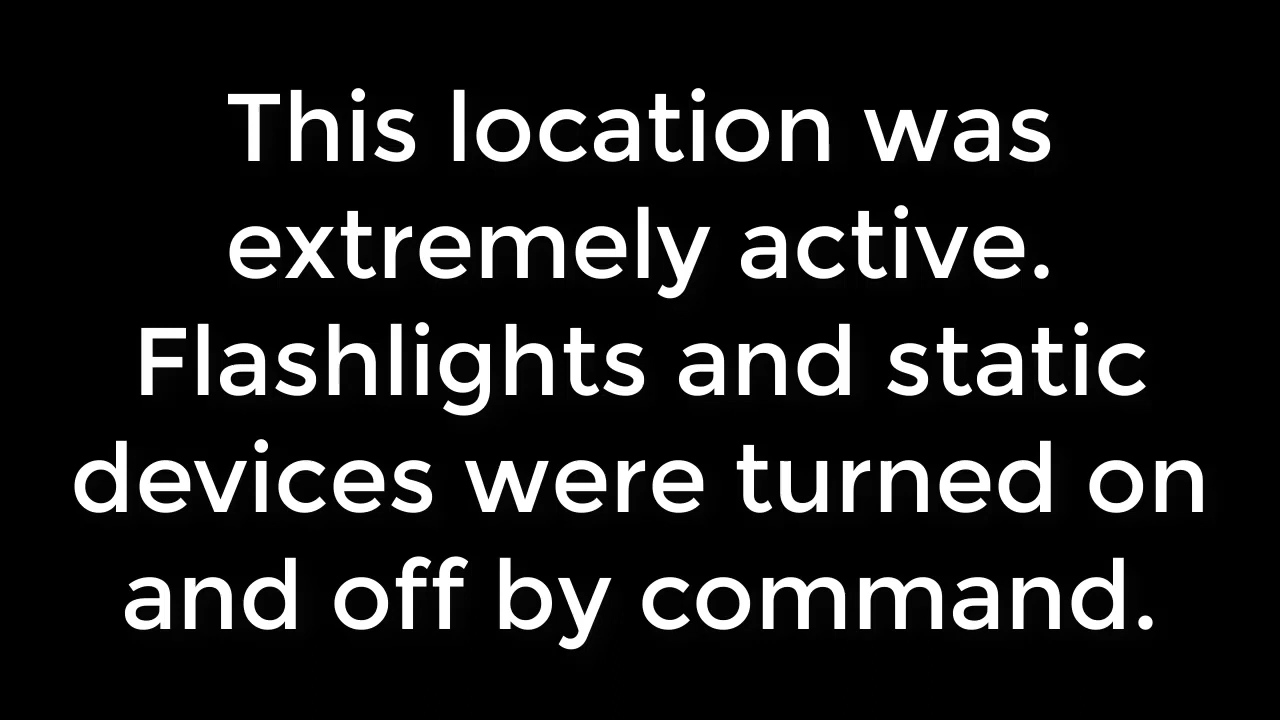 This location was
extremely active.
Flashlights and static
devices were turned on
and off by command.